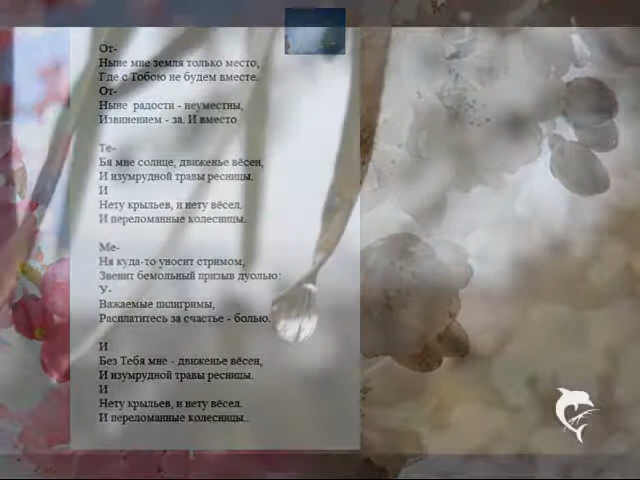 От-
Ныне мне земля только место,
Где с Тобою не будем вместе.
От-
Ныне радости - неуместны,
Извинением - за. И вместо
Те-
Бя мне солнце, движенье вёсен,
И изумрудной травы ресницы.
И
Нету крыльев, и нету вёсел.
И переломанные колесницы.
Ме-
Ня куда-то уносит стримом,
Звенит бемольный призыв дуолью:
У-
Важаемые пилигримы,
Расплатитесь за счастье - болью.
И
Без Тебя мне - движенье вёсен,
И изумрудной травы ресницы.
И
Нету крыльев, и нету вёсел.
И переломанные колесницы..